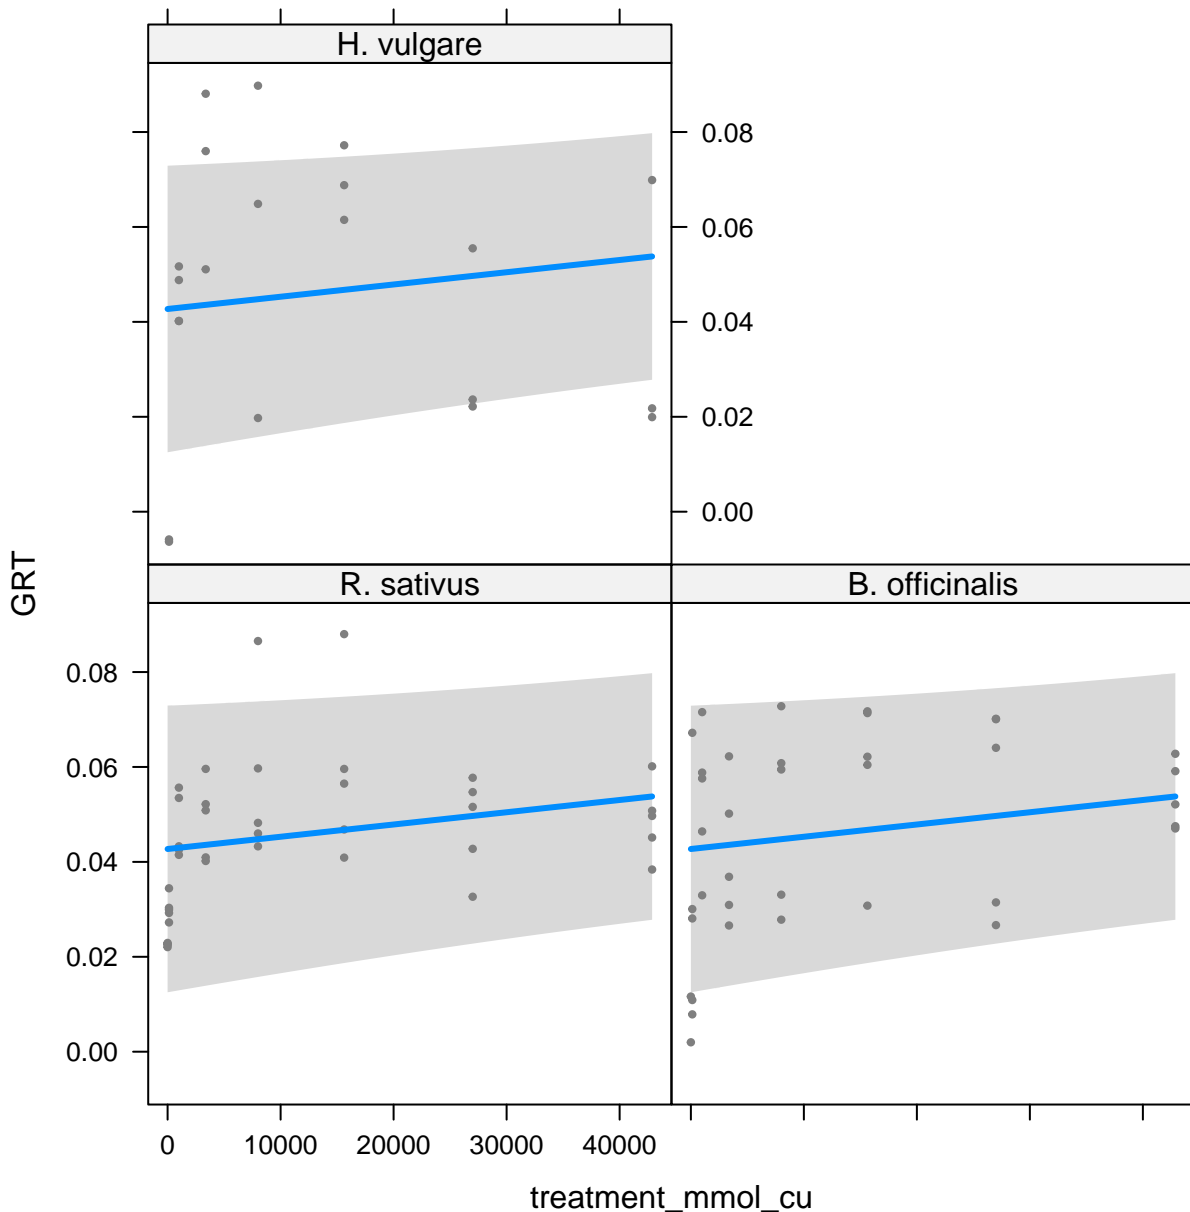 H. vulgare
0.08
0.06
0.04
0.02
0.00
GRT
R. sativus
B. officinalis
0.08
0.06
0.04
0.02
0.00
0 10000 20000 30000 40000
treatment_mmol_cu